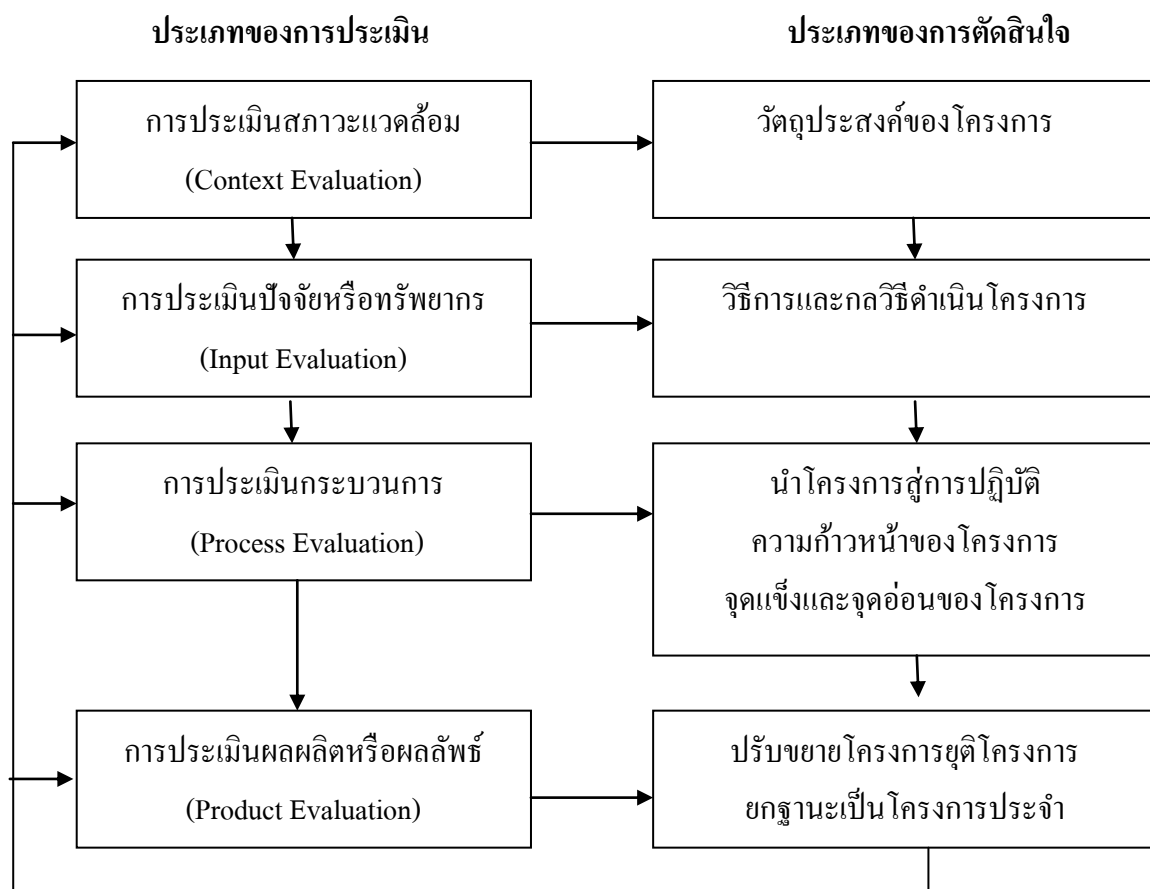 ประเภทของการประเมิน
ประเภทของการตัดสินใจ
การประเมินสภาวะแวดล้อม
(Context Evaluation)
วัตถุประสงค์ของโครงการ
การประเมินปัจจัยหรือทรัพยากร
(Input Evaluation)
วิธีการและกลวิธีดำเนินโครงการ
การประเมินกระบวนการ
(Process Evaluation)
นำโครงการสู่การปฏิบัติ
ความก้าวหน้าของโครงการ
จุดแข็งและจุดอ่อนของโครงการ
การประเมินผลผลิตหรือผลลัพธ์
(Product Evaluation)
ปรับขยายโครงการยุติโครงการ
ยกฐานะเป็นโครงการประจำ